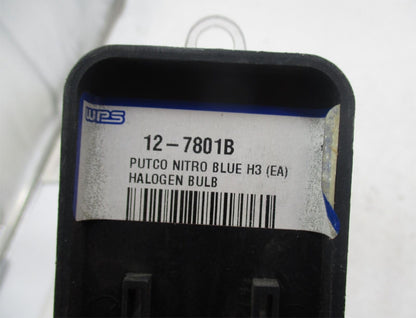 WPS
12-7801B
PUTCO NITRO BLUE H3 (EA)
HALOGEN BULB